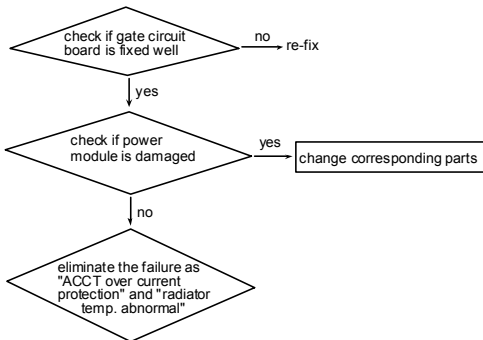 check if gate circuit
board is fixed well
no
re-fix
yes
check if power
module is damaged
yes
change corresponding parts
no
eliminate the failure as
"ACCT over current
protection" and "radiator
temp. abnormal"